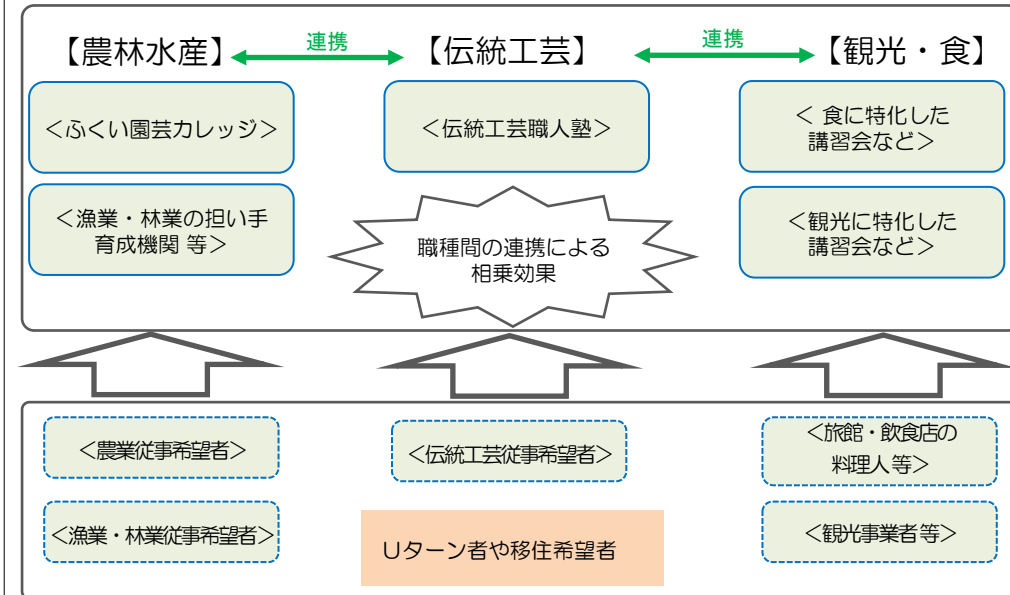 【農林水産】
連携
【伝統工芸】
連携
【観光・食】
<ふくい園芸カレッジ>
<伝統工芸職人塾>
< 食に特化した
講習会など>
<漁業・林業の担い手
育成機関 等>
職種間の連携による
相乗効果
<観光に特化した
講習会など>
<農業従事希望者>
<伝統工芸従事希望者>
<旅館・飲食店の
料理人等>
<漁業・林業従事希望者>
Uターン者や移住希望者
<観光事業者等>